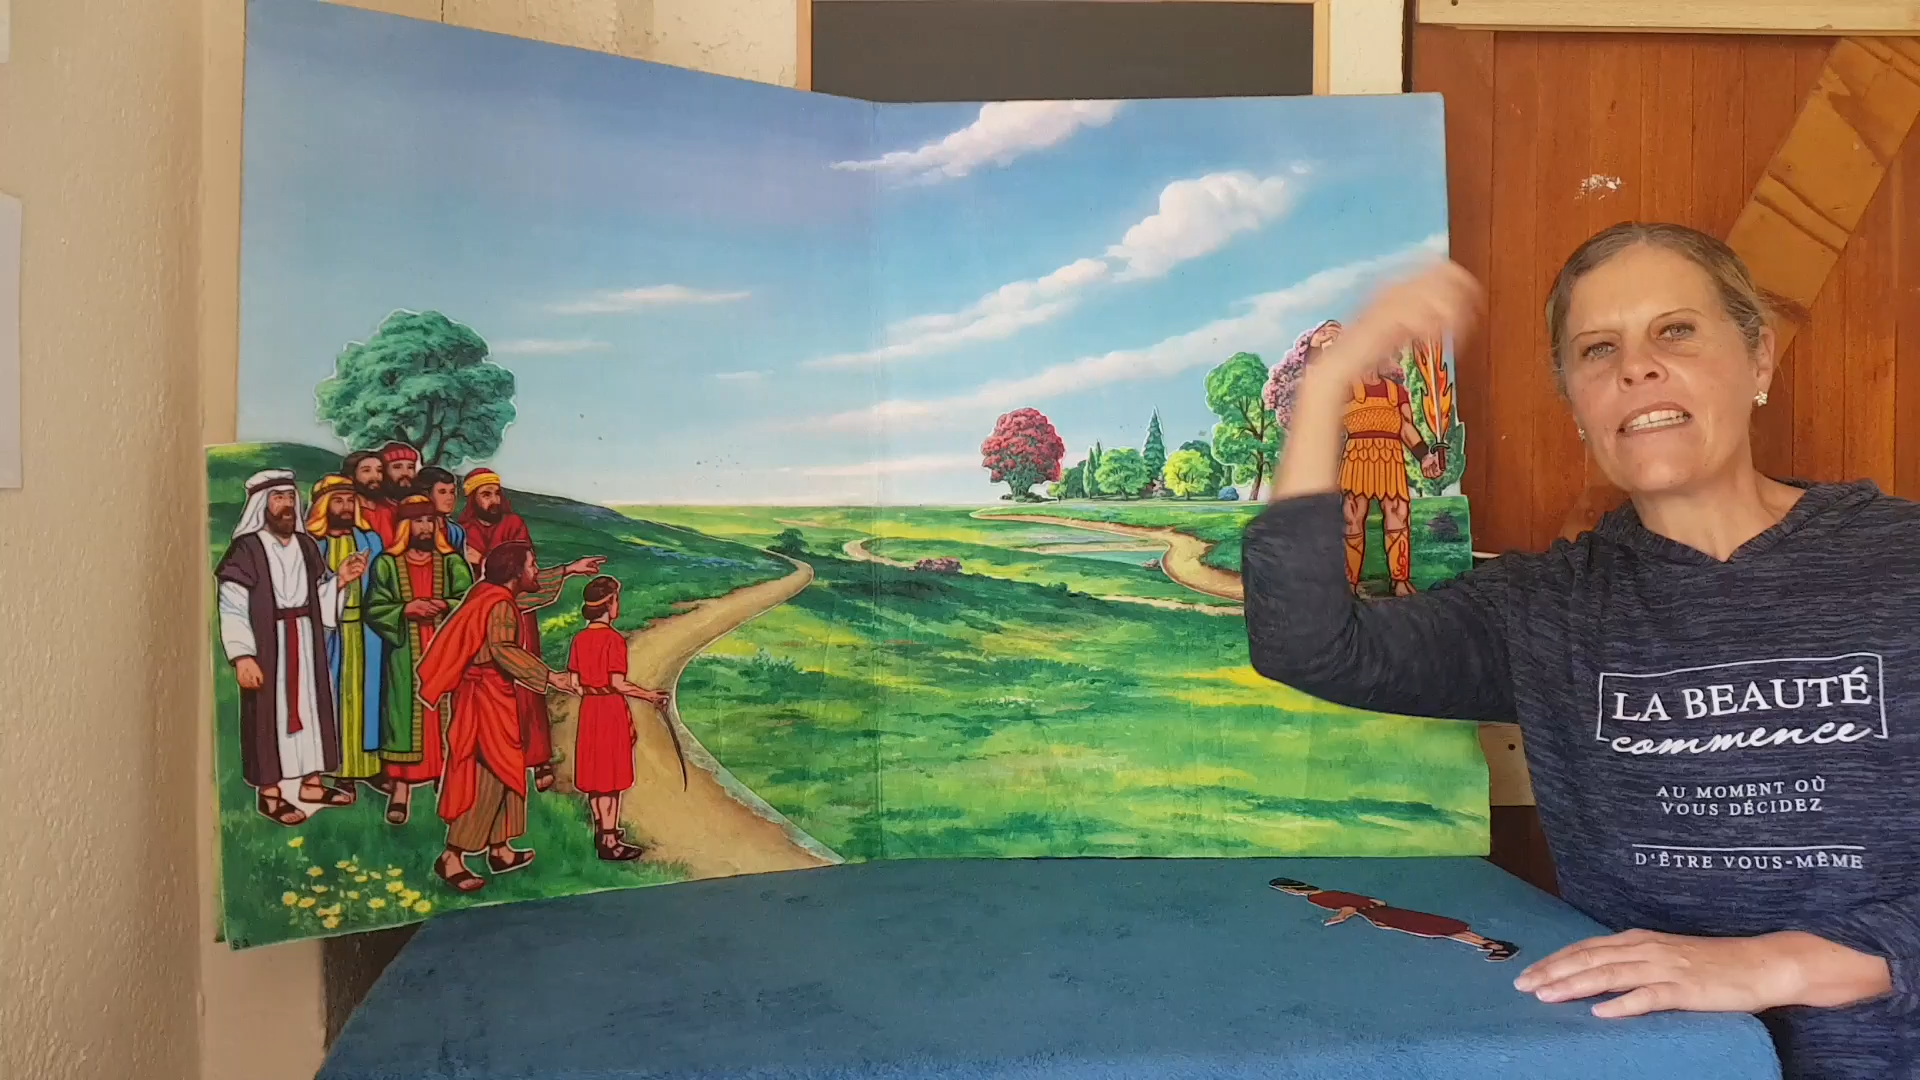 LA BEAUTÉ
commence
AU MOMENT OÙ
VOUS DÉCIDEZ
D'ÊTRE VOUS-MÊME